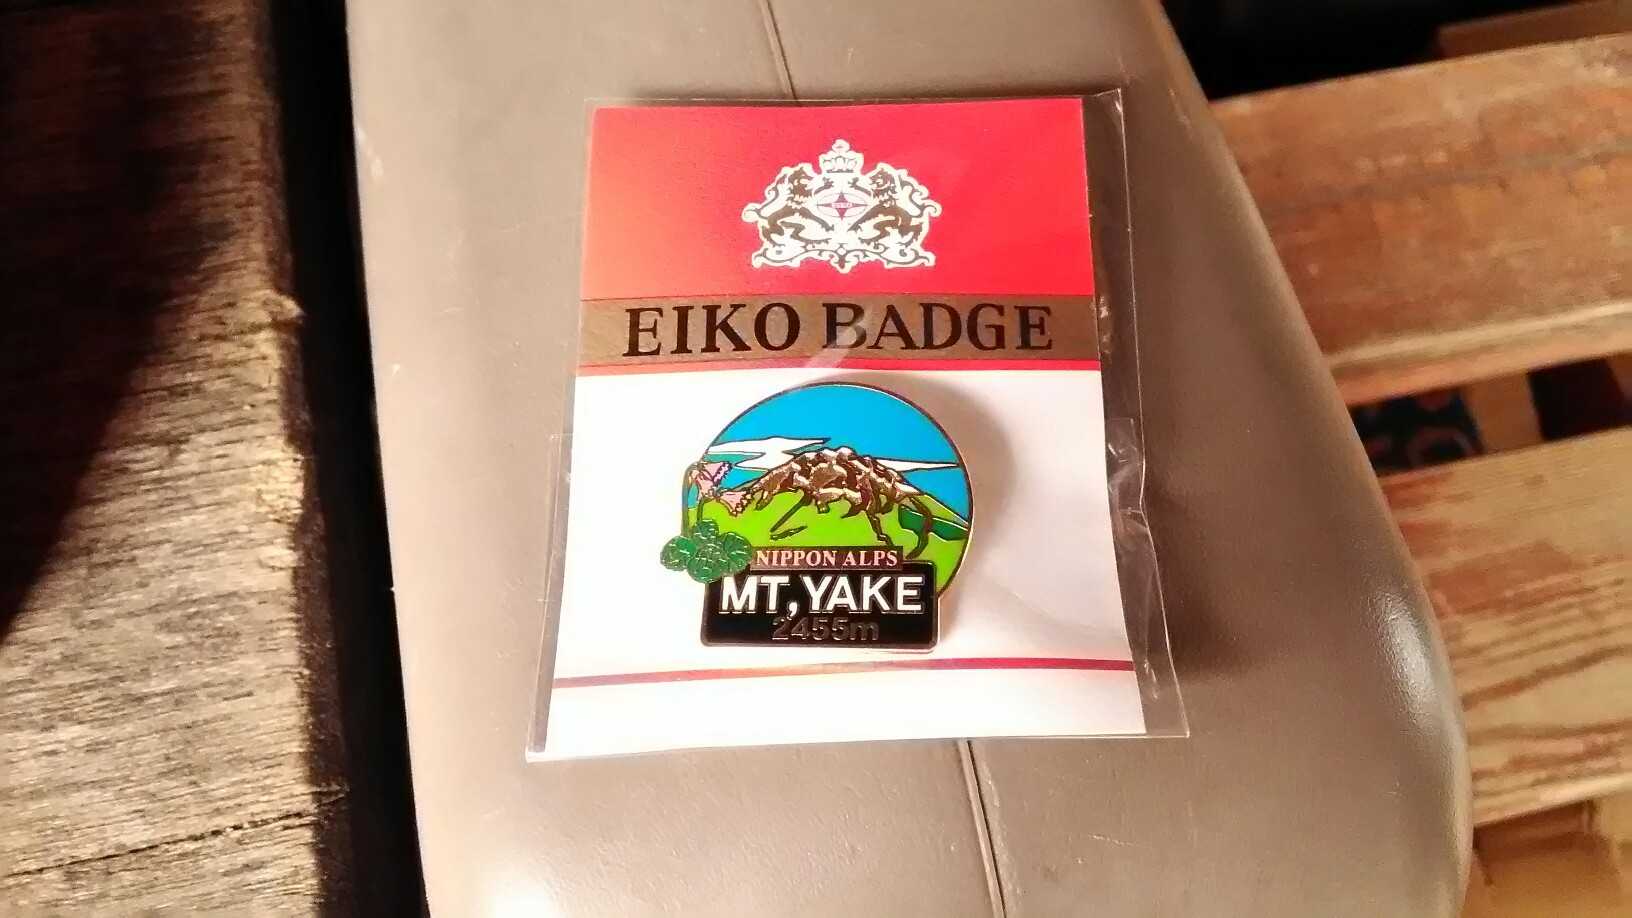 EIKO BADGE
NIPPON ALPS
MT,YAKE
2455m